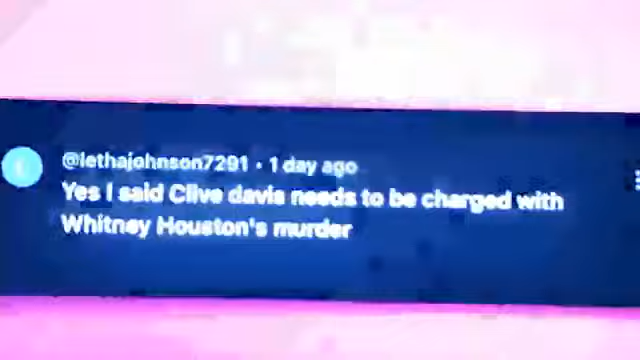 @lethajohnson7291 • 1 day ago
Yes I said Clive davis needs to be charged with
Whitney Houston's murder